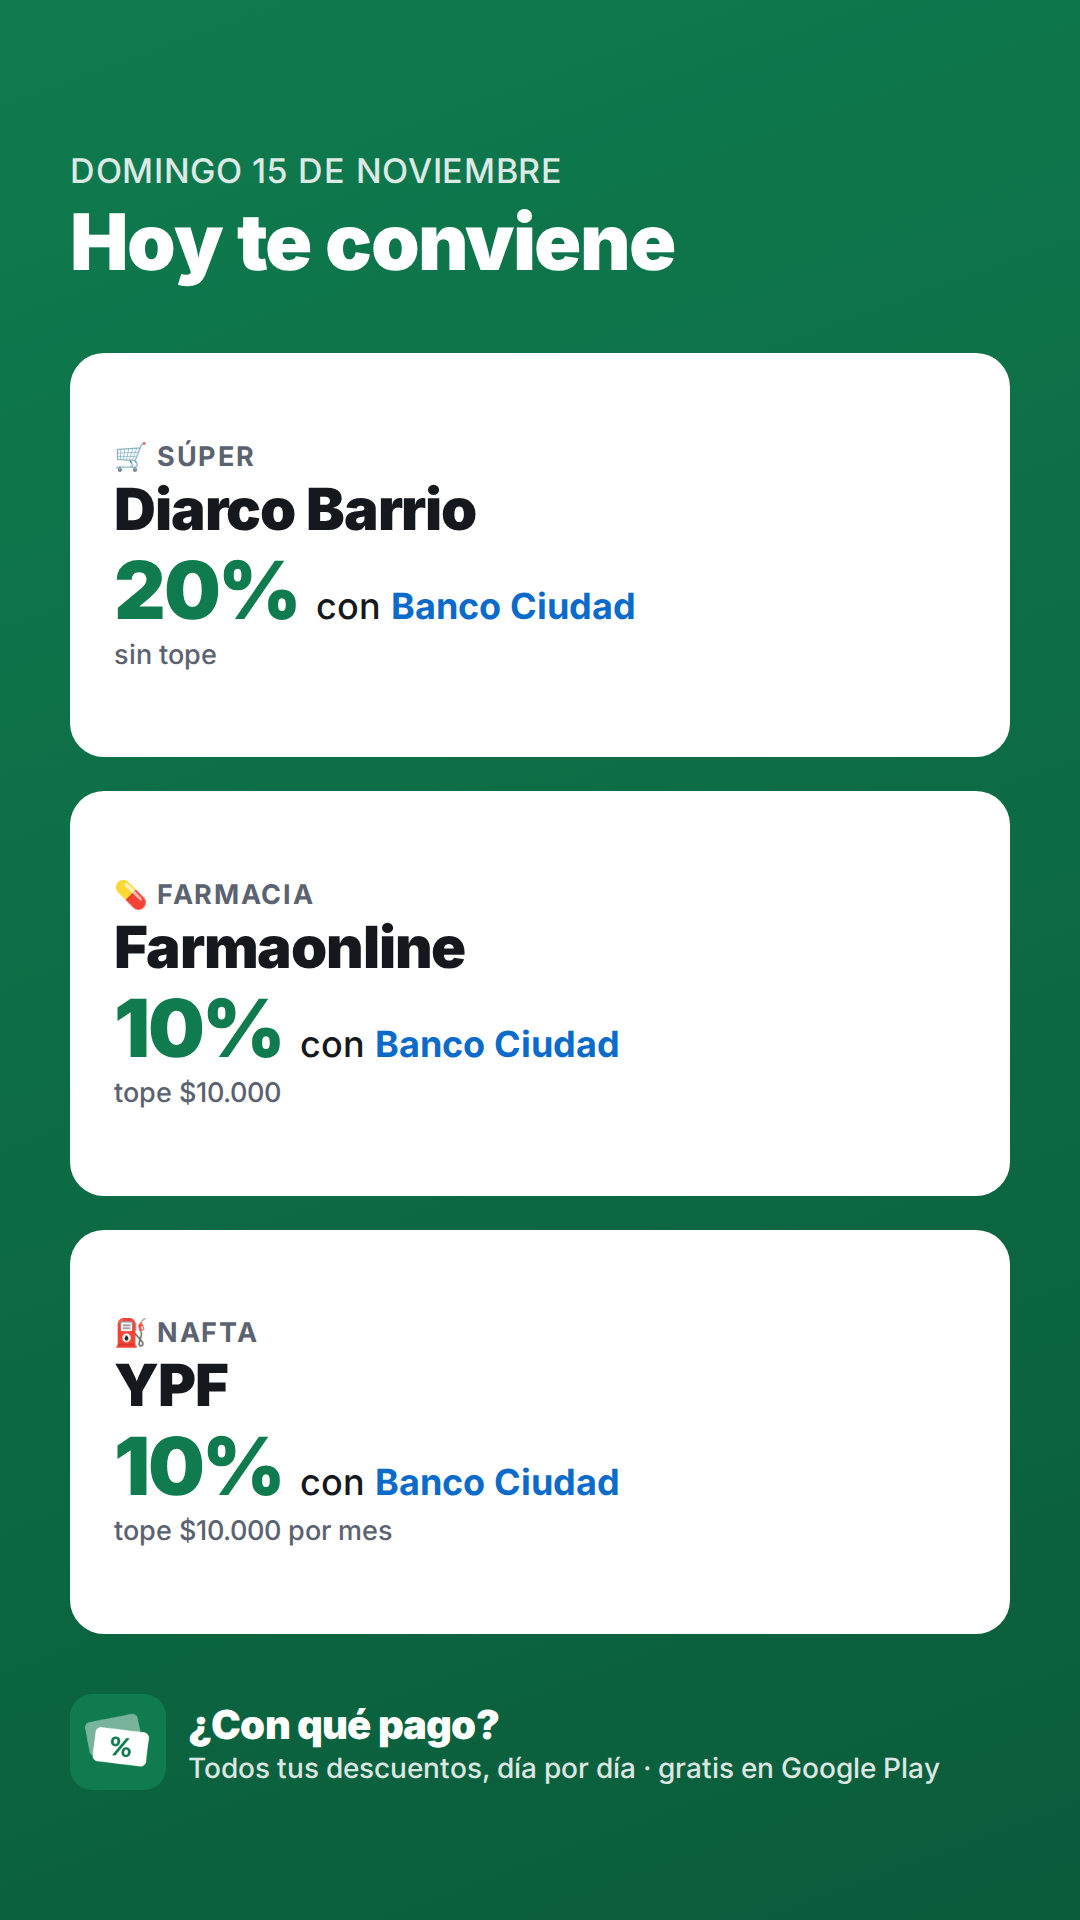 DOMINGO 15 DE NOVIEMBRE
Hoy te conviene
🛒 SÚPER
Diarco Barrio
20% con Banco Ciudad
sin tope
💊 FARMACIA
Farmaonline
10% con Banco Ciudad
tope $10.000
⛽ NAFTA
YPF
10% con Banco Ciudad
tope $10.000 por mes
%
¿Con qué pago?
Todos tus descuentos, día por día · gratis en Google Play